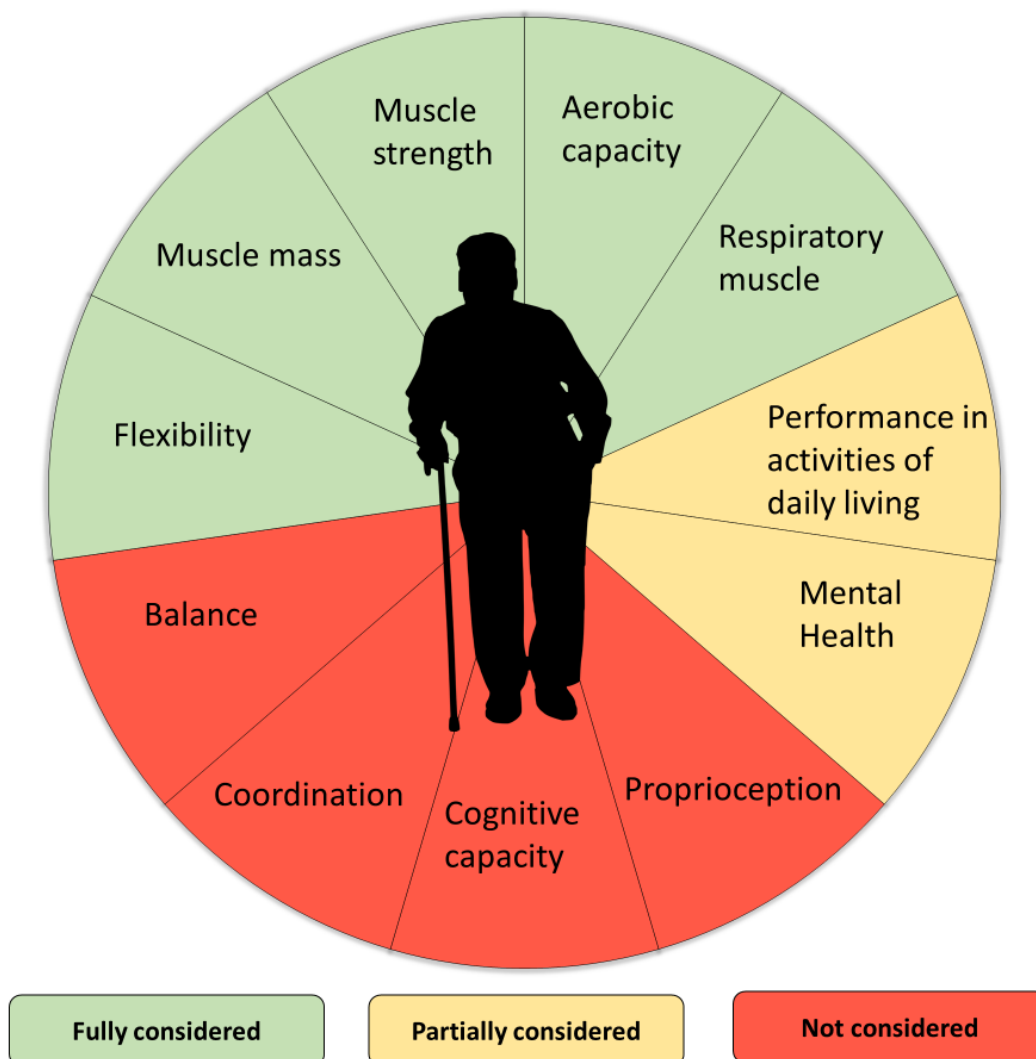 Muscle
strength
Aerobic
capacity
Respiratory
muscle
Performance in
activities of
daily living
Mental
Health
Proprioception
Cognitive
capacity
Coordination
Balance
Flexibility
Muscle mass
Fully considered
Partially considered
Not considered